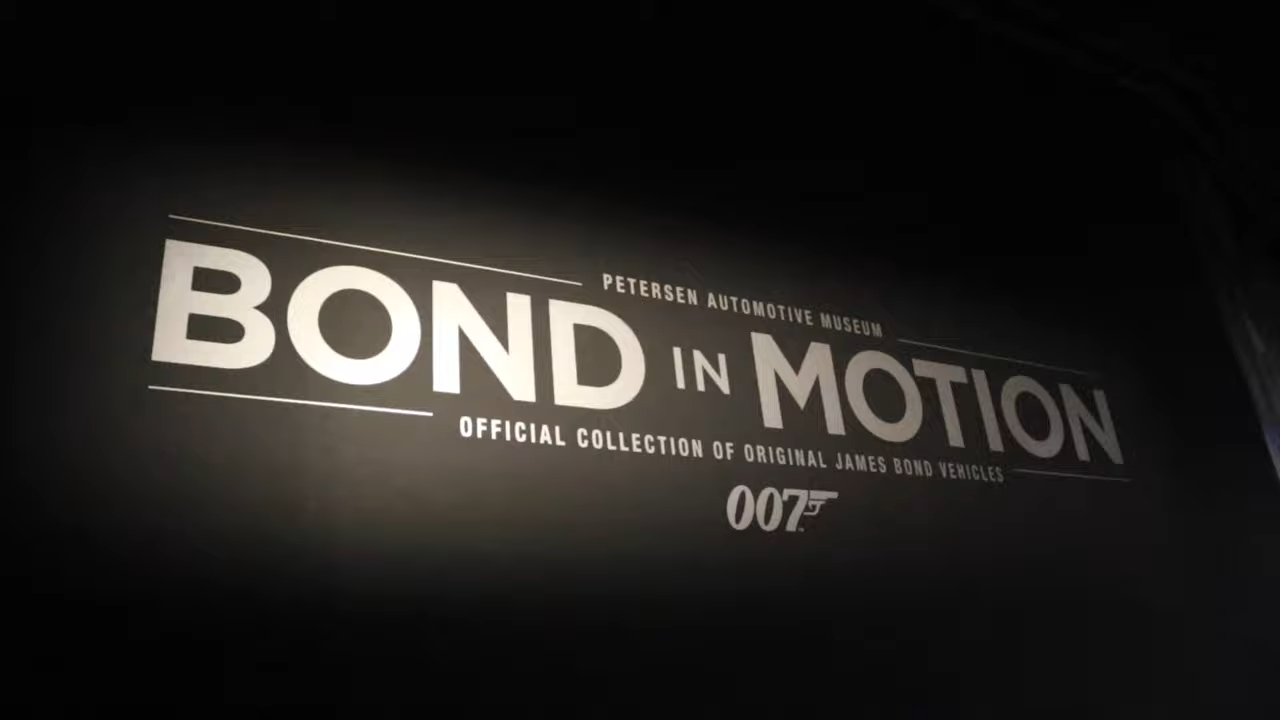 PETERSEN AUTOMOTIVE MUSEUM
BOND IN MOTION
OFFICIAL COLLECTION OF ORIGINAL JAMES BOND VEHICLES
007